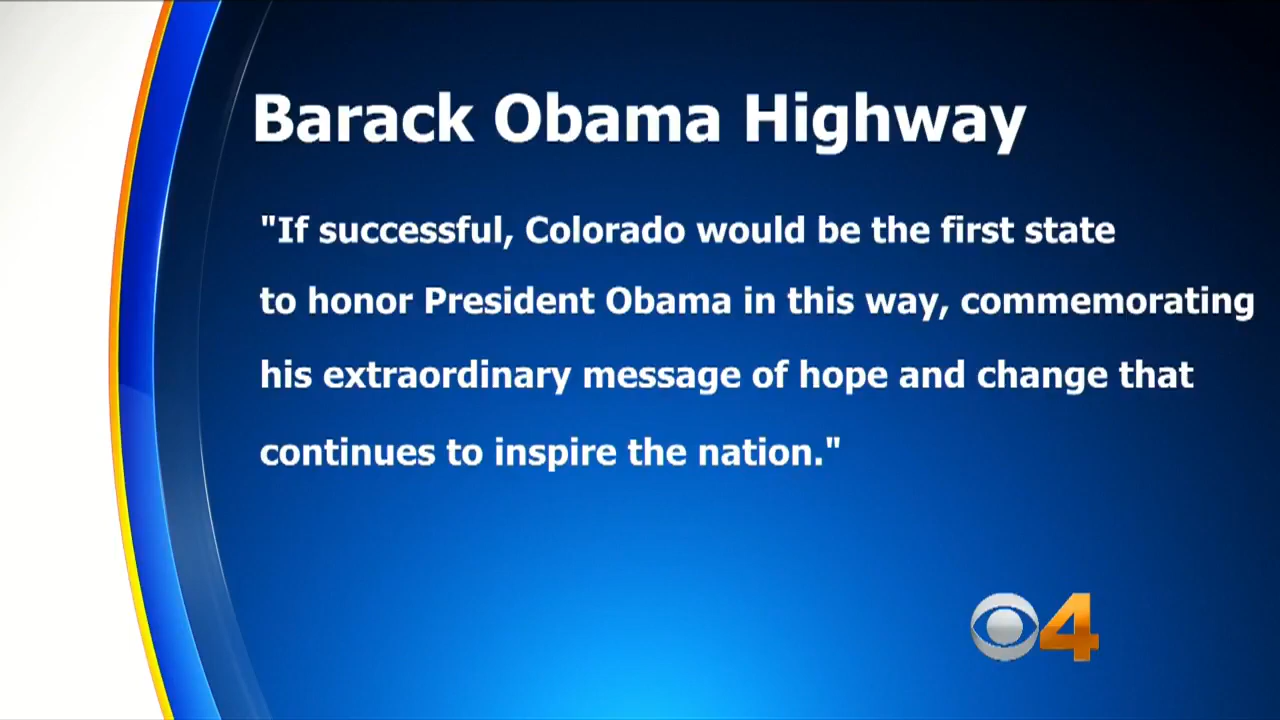 Barack Obama Highway
"If successful, Colorado would be the first state
to honor President Obama in this way, commemorating
his extraordinary message of hope and change that
continues to inspire the nation."
4